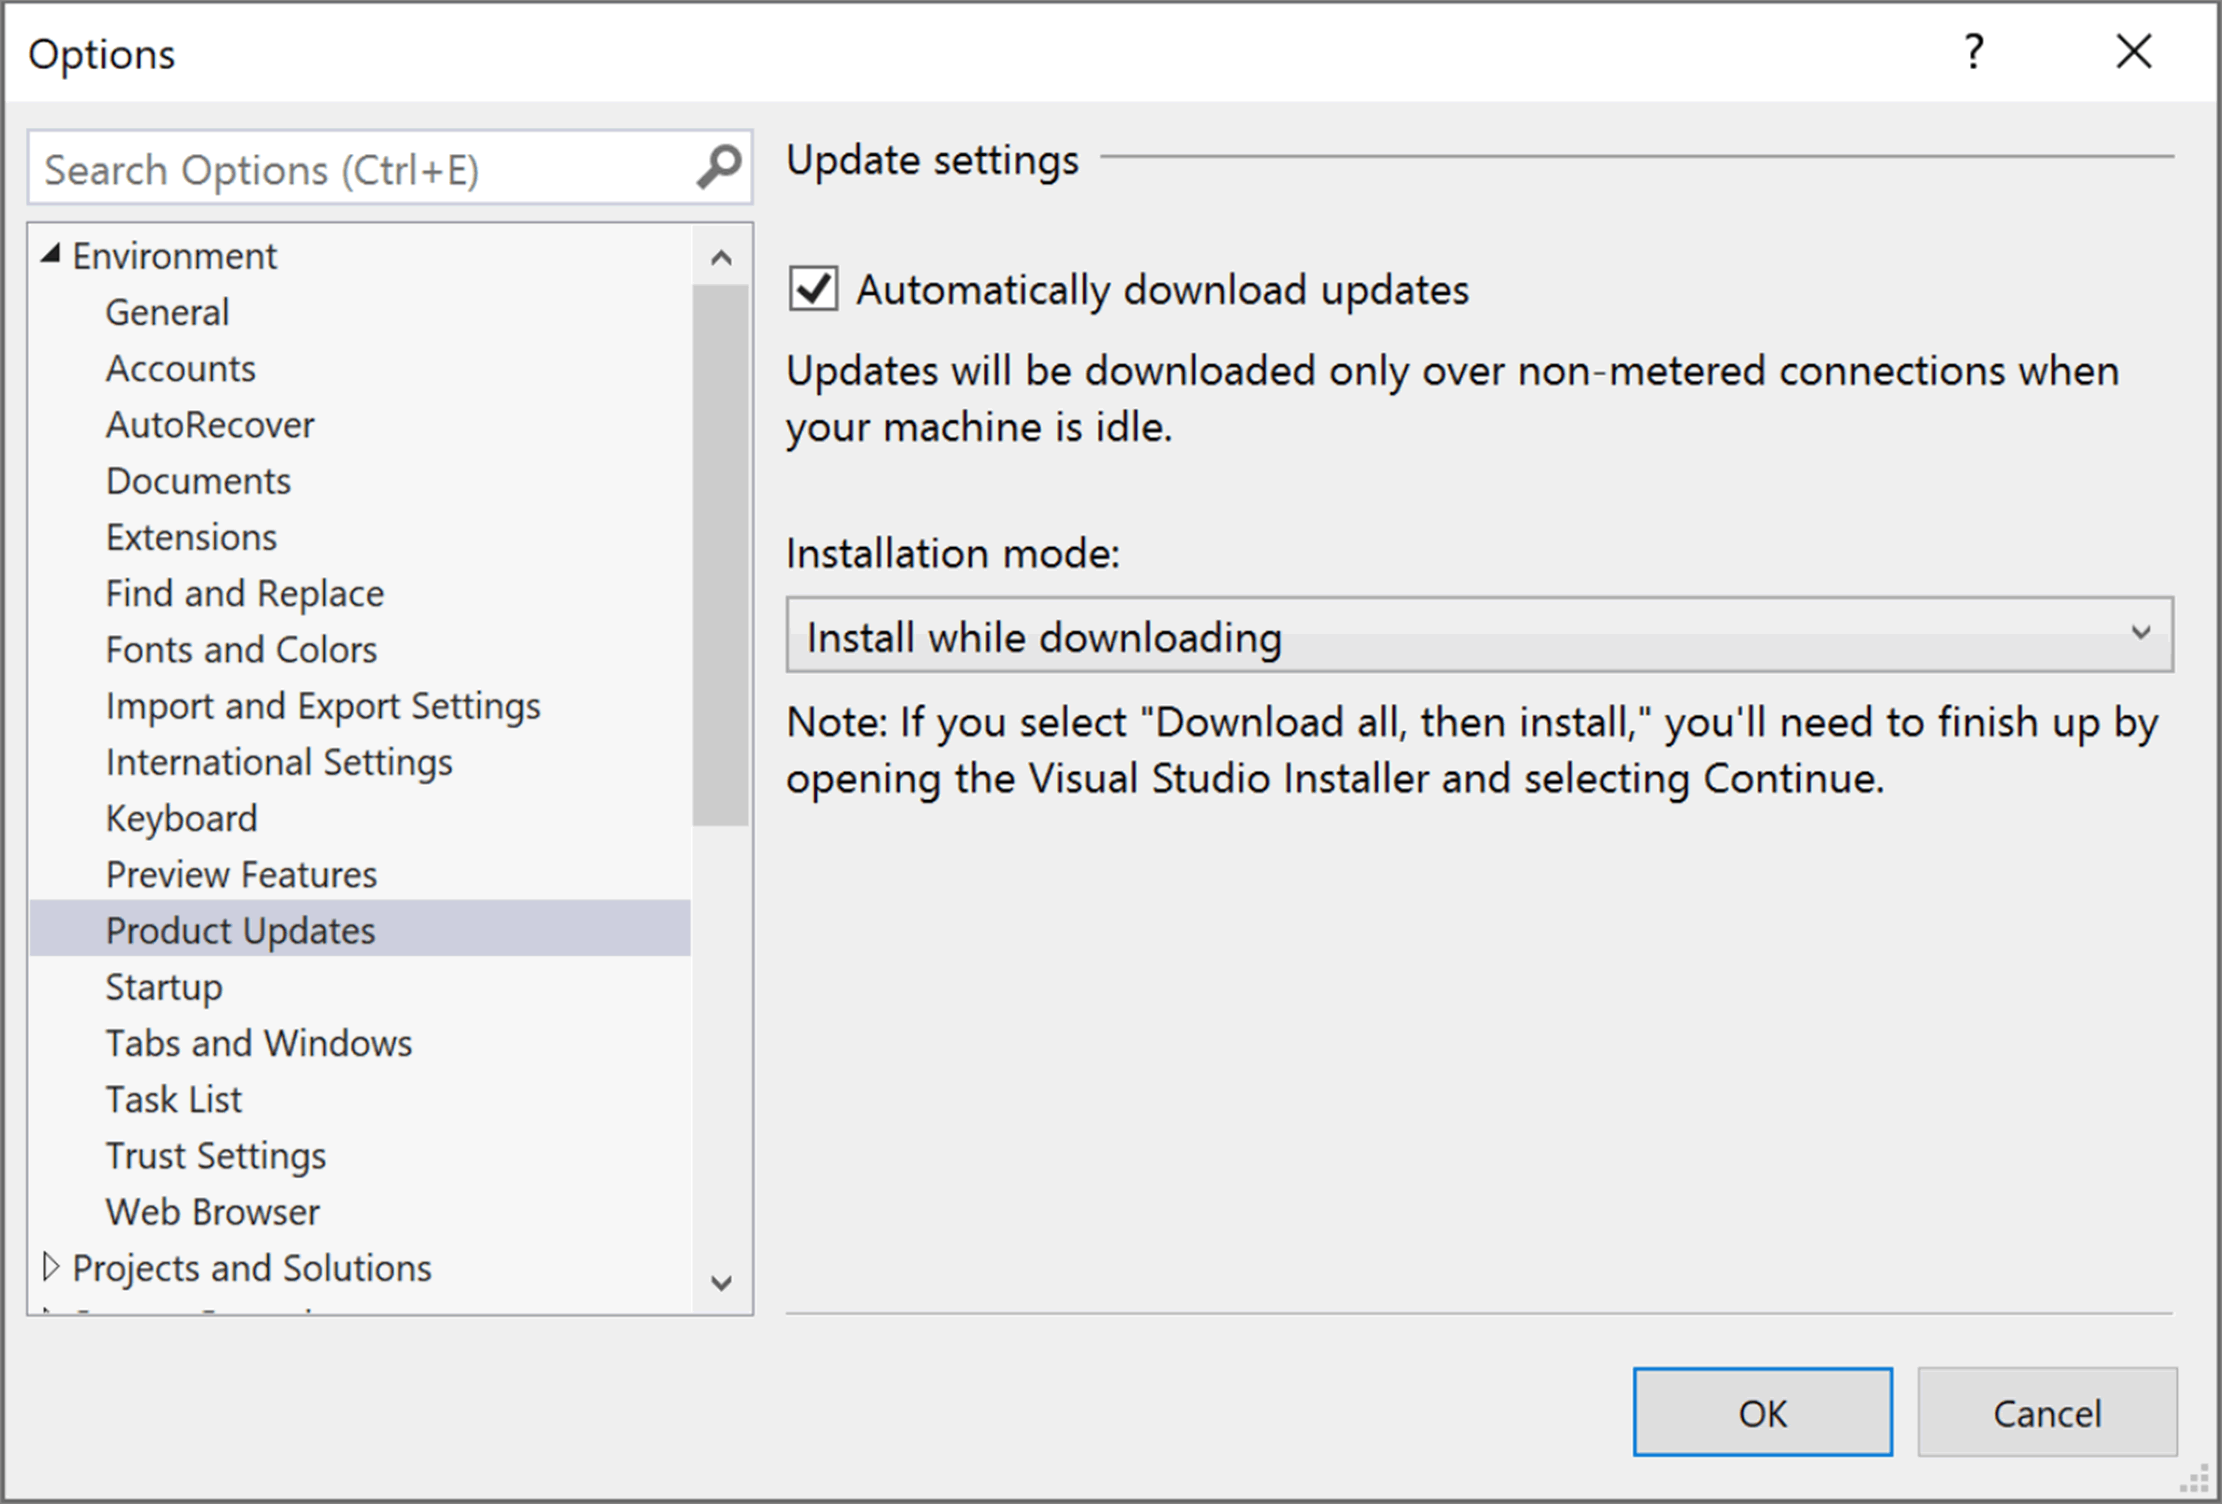 Options
?
Search Options (Ctrl+E)
Environment
General
Accounts
AutoRecover
Documents
Extensions
Find and Replace
Fonts and Colors
Import and Export Settings
International Settings
Keyboard
Preview Features
Product Updates
Startup
Tabs and Windows
Task List
Trust Settings
Web Browser
Projects and Solutions
Update settings
Automatically download updates
Updates will be downloaded only over non-metered connections when
your machine is idle.
Installation mode:
Install while downloading
Note: If you select "Download all, then install," you'll need to finish up by
opening the Visual Studio Installer and selecting Continue.
OK
Cancel